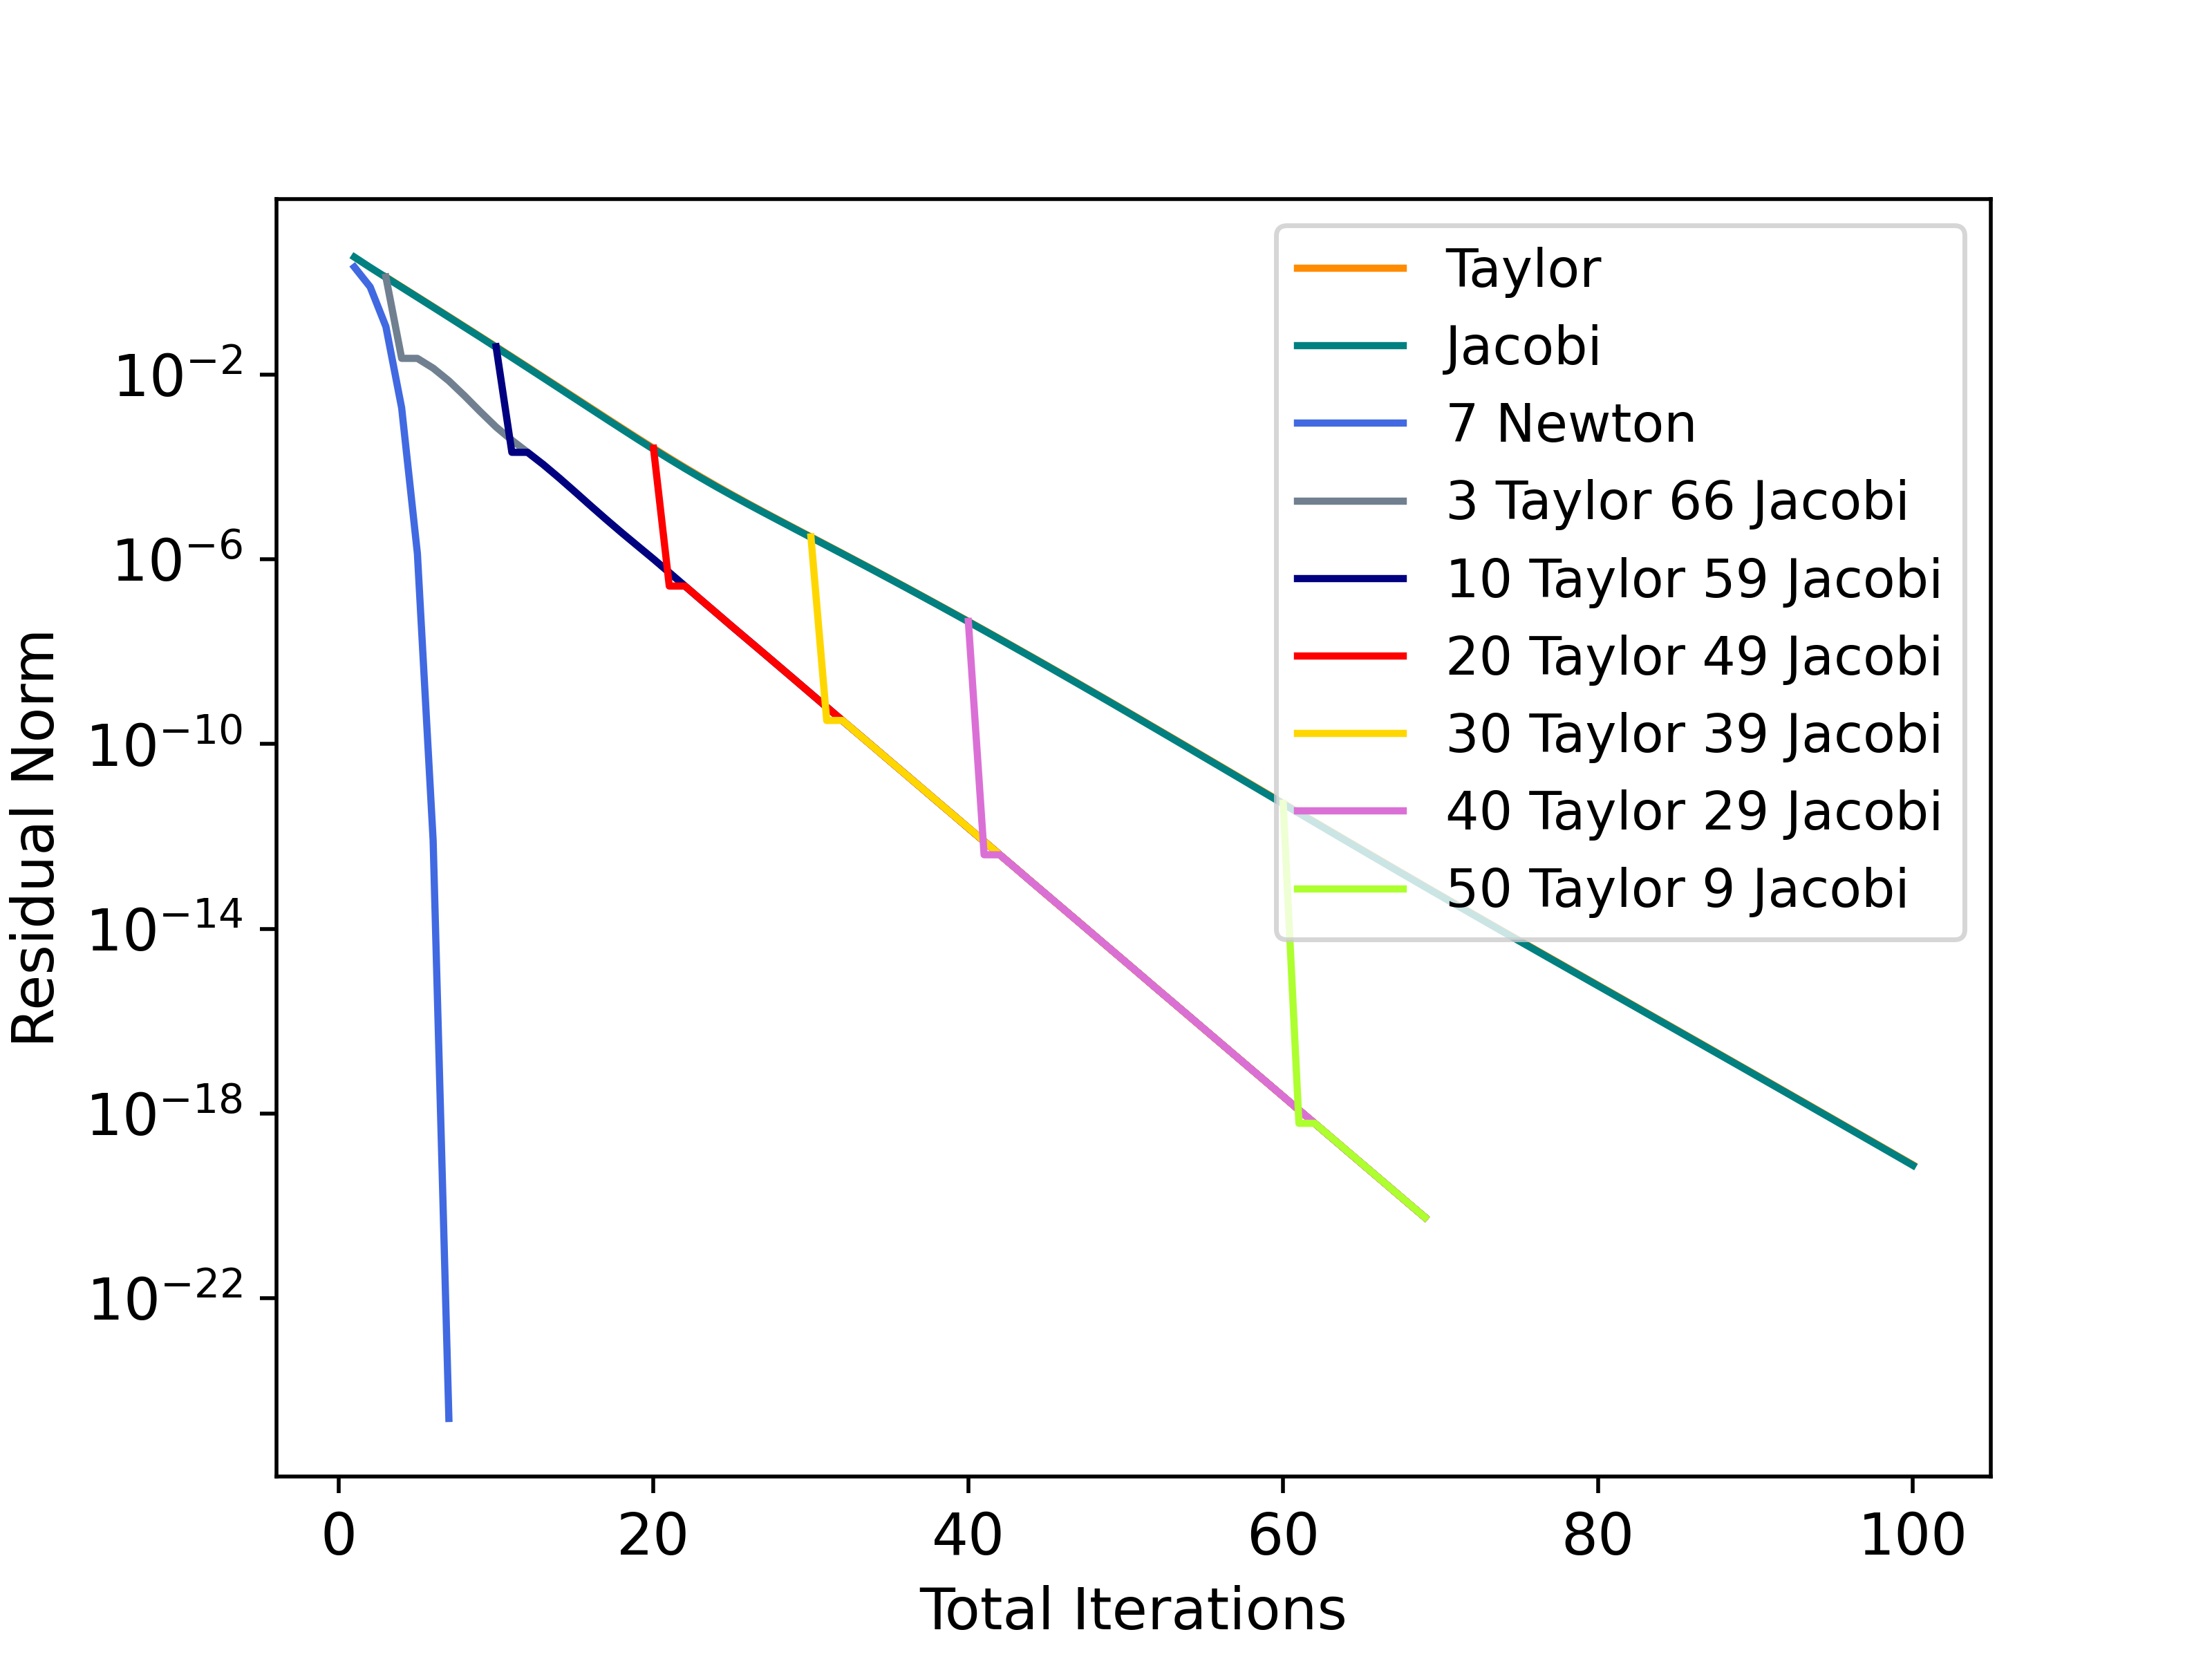 Taylor
Jacobi
7 Newton
3 Taylor 66 Jacobi
10 Taylor 59 Jacobi
20 Taylor 49 Jacobi
30 Taylor 39 Jacobi
40 Taylor 29 Jacobi
50 Taylor 9 Jacobi
10⁻²
10⁻⁶
10⁻¹⁰
10⁻¹⁴
10⁻¹⁸
10⁻²²
Residual Norm
0 20 40 60 80 100
Total Iterations